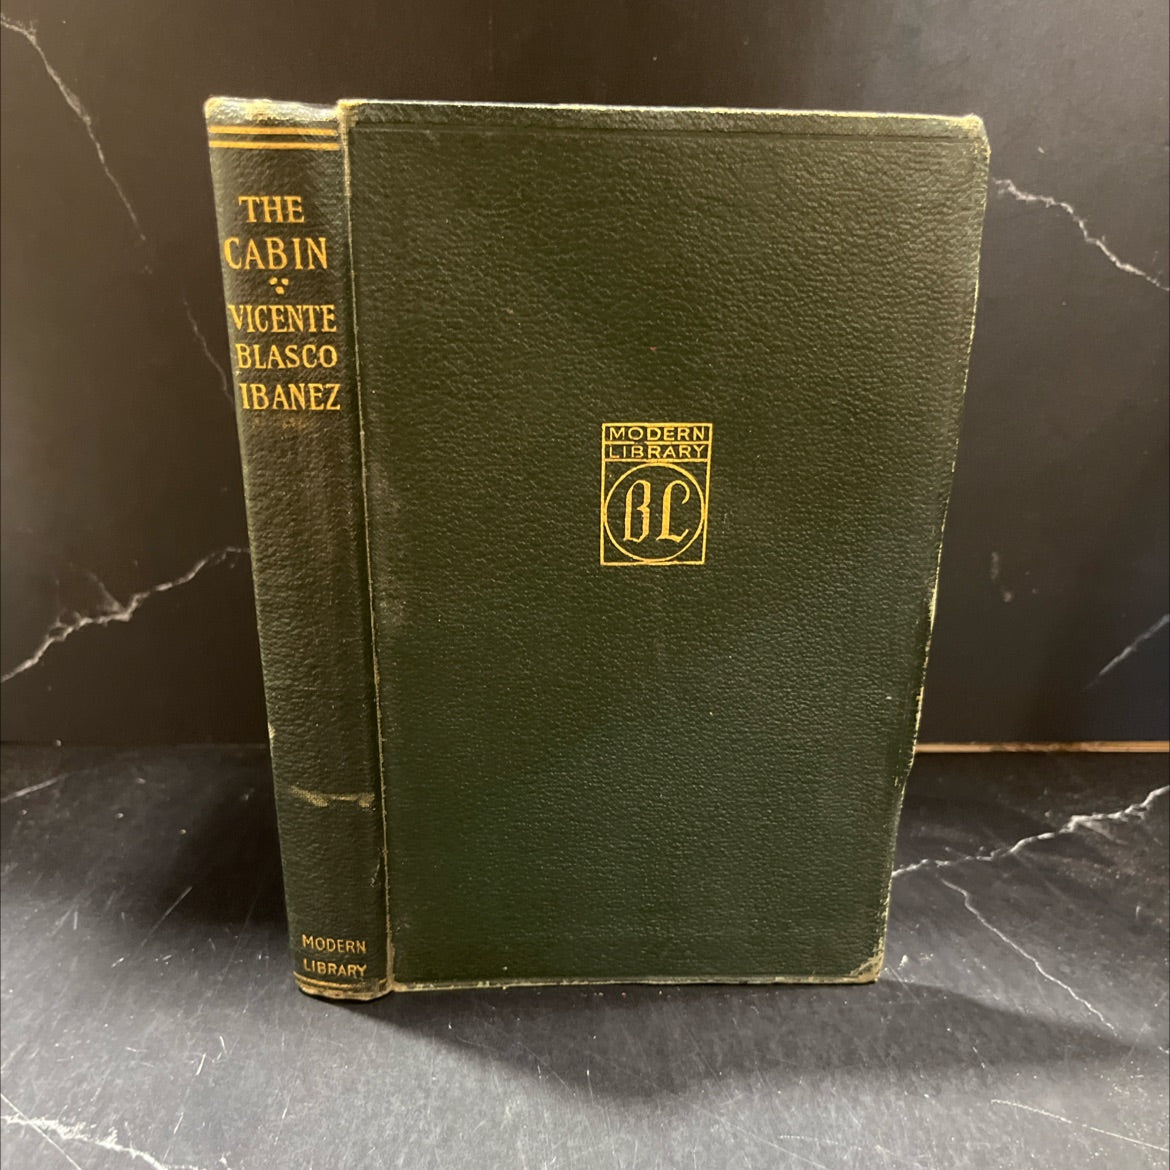 THE
CABIN
VICENTE
BLASCO
IBANEZ
MODERN
LIBRARY
MODERN
LIBRARY
BL